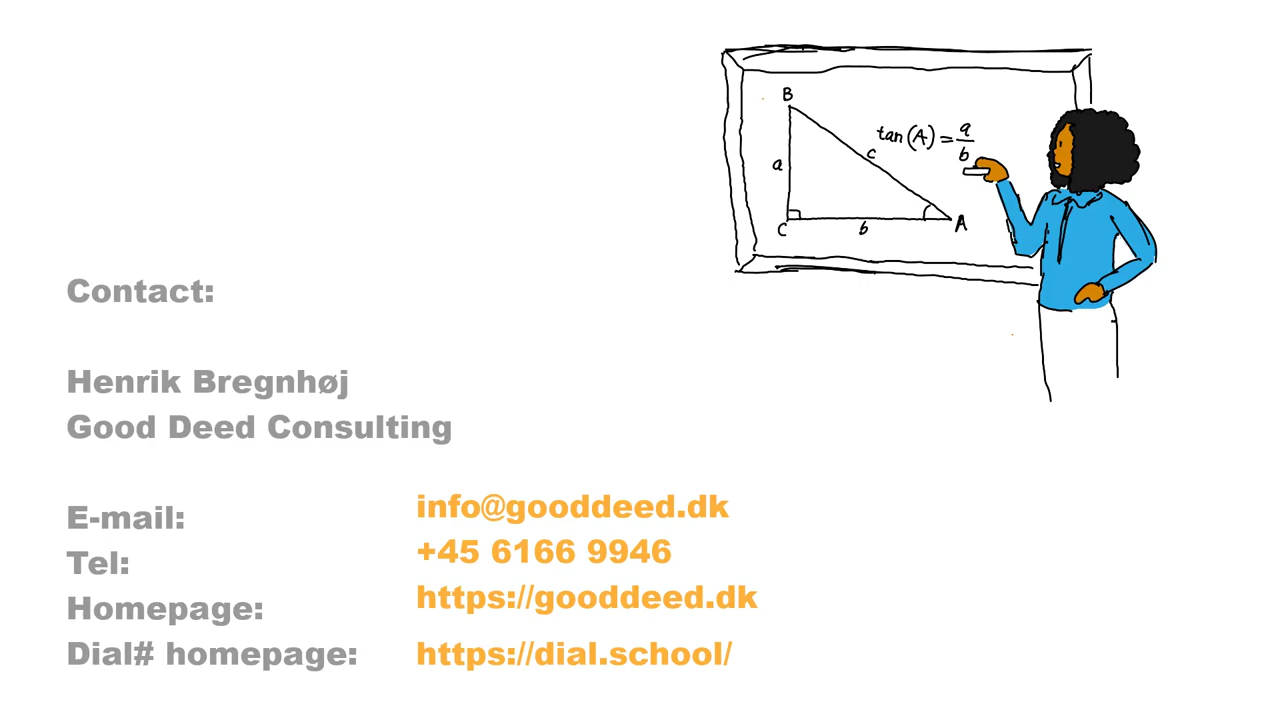 B
tan(A) = a/b
c
a
C
b
A
Contact:
Henrik Bregnhøj
Good Deed Consulting
E-mail: info@gooddeed.dk
Tel: +45 6166 9946
Homepage: https://gooddeed.dk
Dial# homepage: https://dial.school/